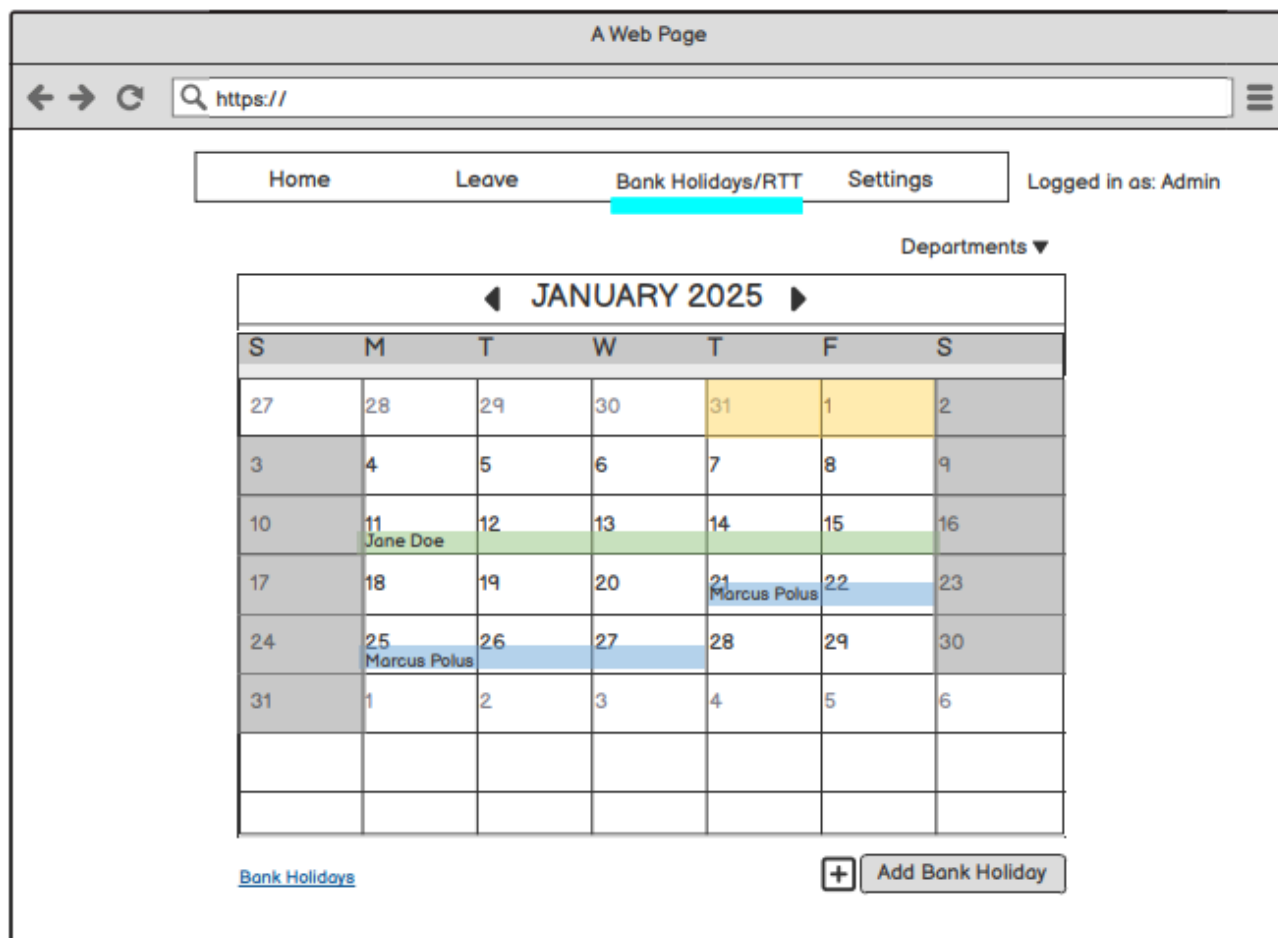 A Web Page
https://
Home Leave Bank Holidays/RTT Settings Logged in as: Admin
Departments
JANUARY 2025
S M T W T F S
27 28 29 30 31 1 2
3 4 5 6 7 8 9
10 11 12 13 14 15 16
Jane Doe
17 18 19 20 21 22 23
Marcus Polus
24 25 26 27 28 29 30
Marcus Polus
31 1 2 3 4 5 6
Bank Holidays Add Bank Holiday